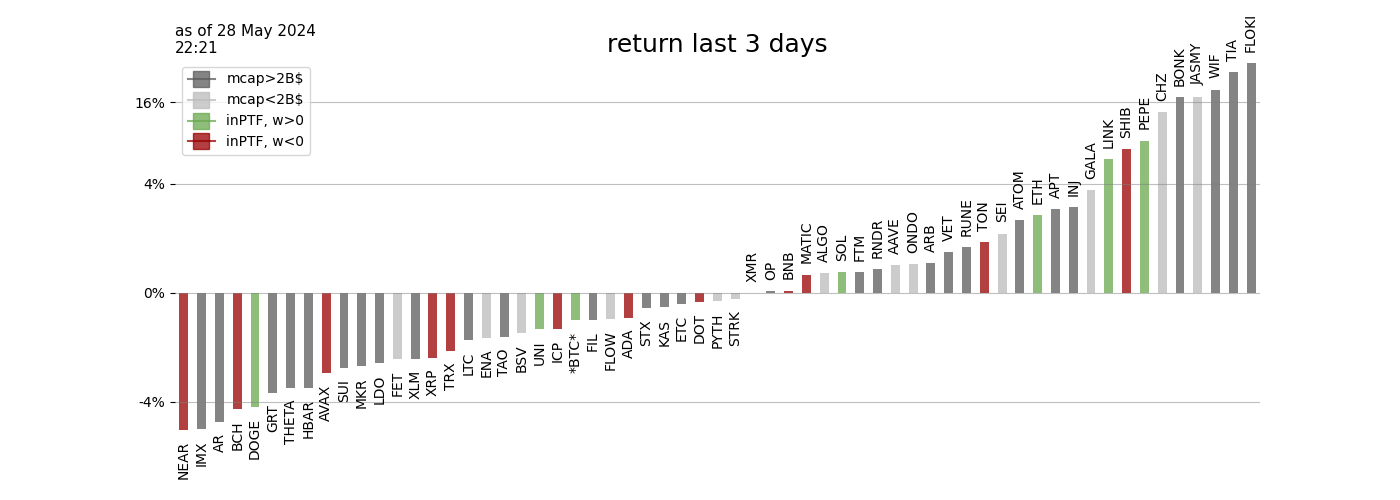 as of 28 May 2024
22:21
return last 3 days
mcap>2B$
mcap<2B$
inPTF, w>0
inPTF, w<0
16%
4%
0%
-4%
NEAR
IMX
AR
BCH
DOGE
GRT
THETA
HBAR
AVAX
SUI
MKR
LDO
FET
XLM
XRP
TRX
LTC
ENA
TAO
BSV
UNI
ICP
*BTC*
FIL
FLOW
ADA
STX
KAS
ETC
DOT
PYTH
STRK
XMR
OP
BNB
MATIC
ALGO
SOL
FTM
RNDR
AAVE
ONDO
ARB
VET
RUNE
TON
SEI
ATOM
ETH
APT
INJ
GALA
LINK
SHIB
PEPE
CHZ
BONK
JASMY
WIF
TIA
FLOKI